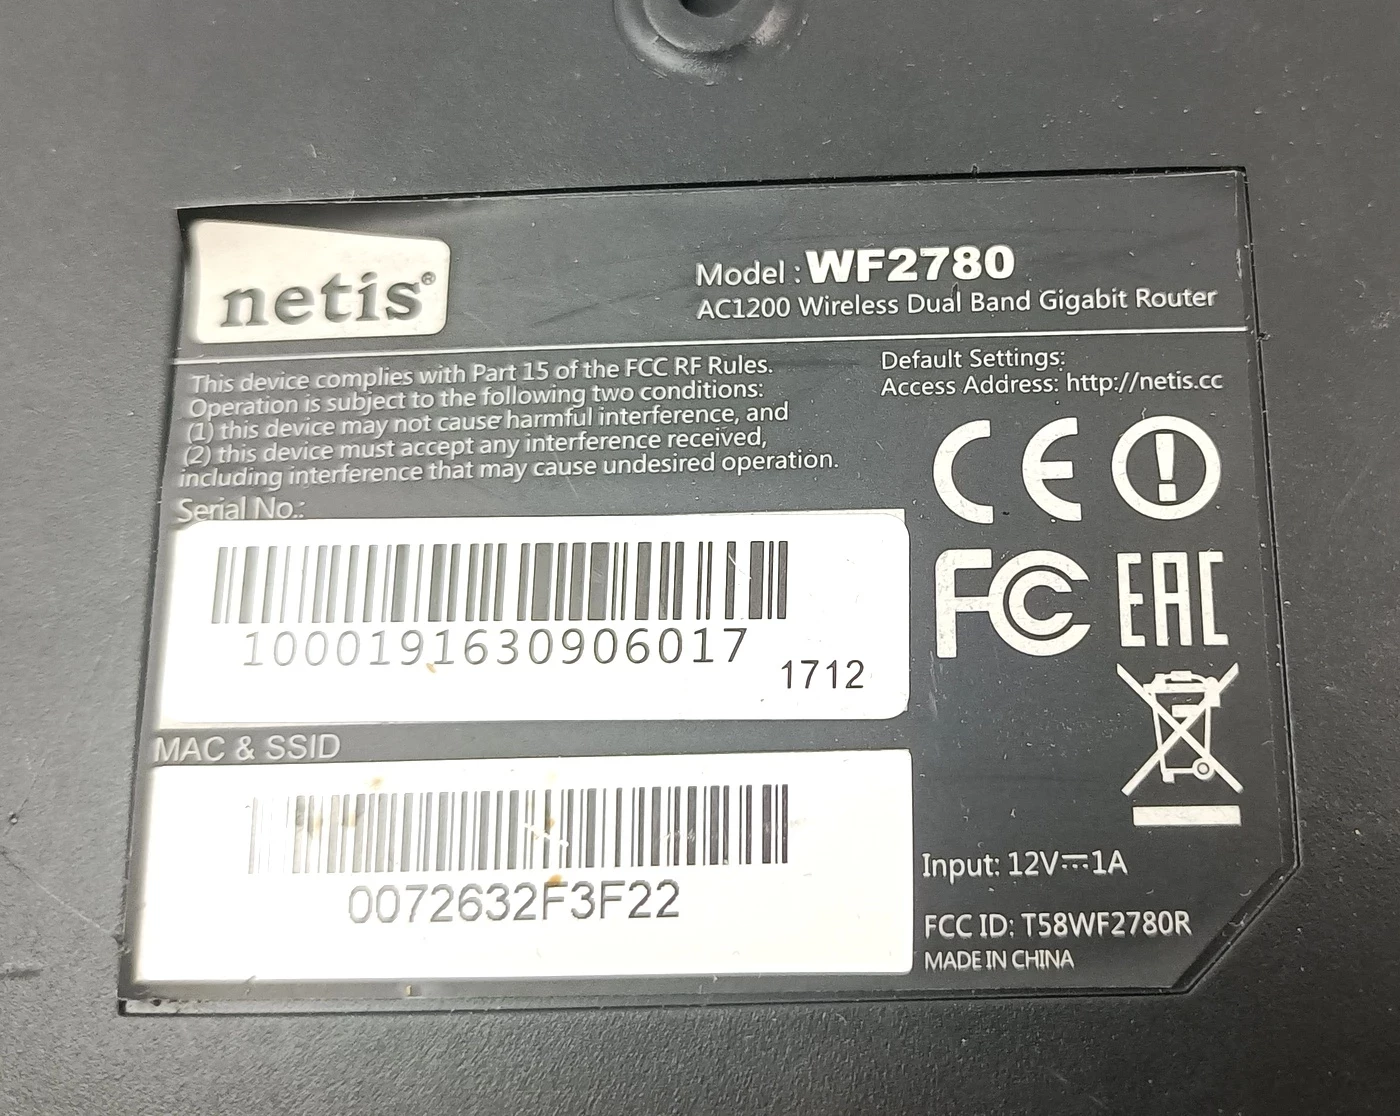 netis®
Model : WF2780
AC1200 Wireless Dual Band Gigabit Router
This device complies with Part 15 of the FCC RF Rules.
Operation is subject to the following two conditions:
(1) this device may not cause harmful interference, and
(2) this device must accept any interference received,
including interference that may cause undesired operation.
Default Settings:
Access Address: http://netis.cc
Serial No.:
1000191630906017
1712
MAC & SSID
0072632F3F22
CE
FC
EAC
Input: 12V⎓1A
FCC ID: T58WF2780R
MADE IN CHINA